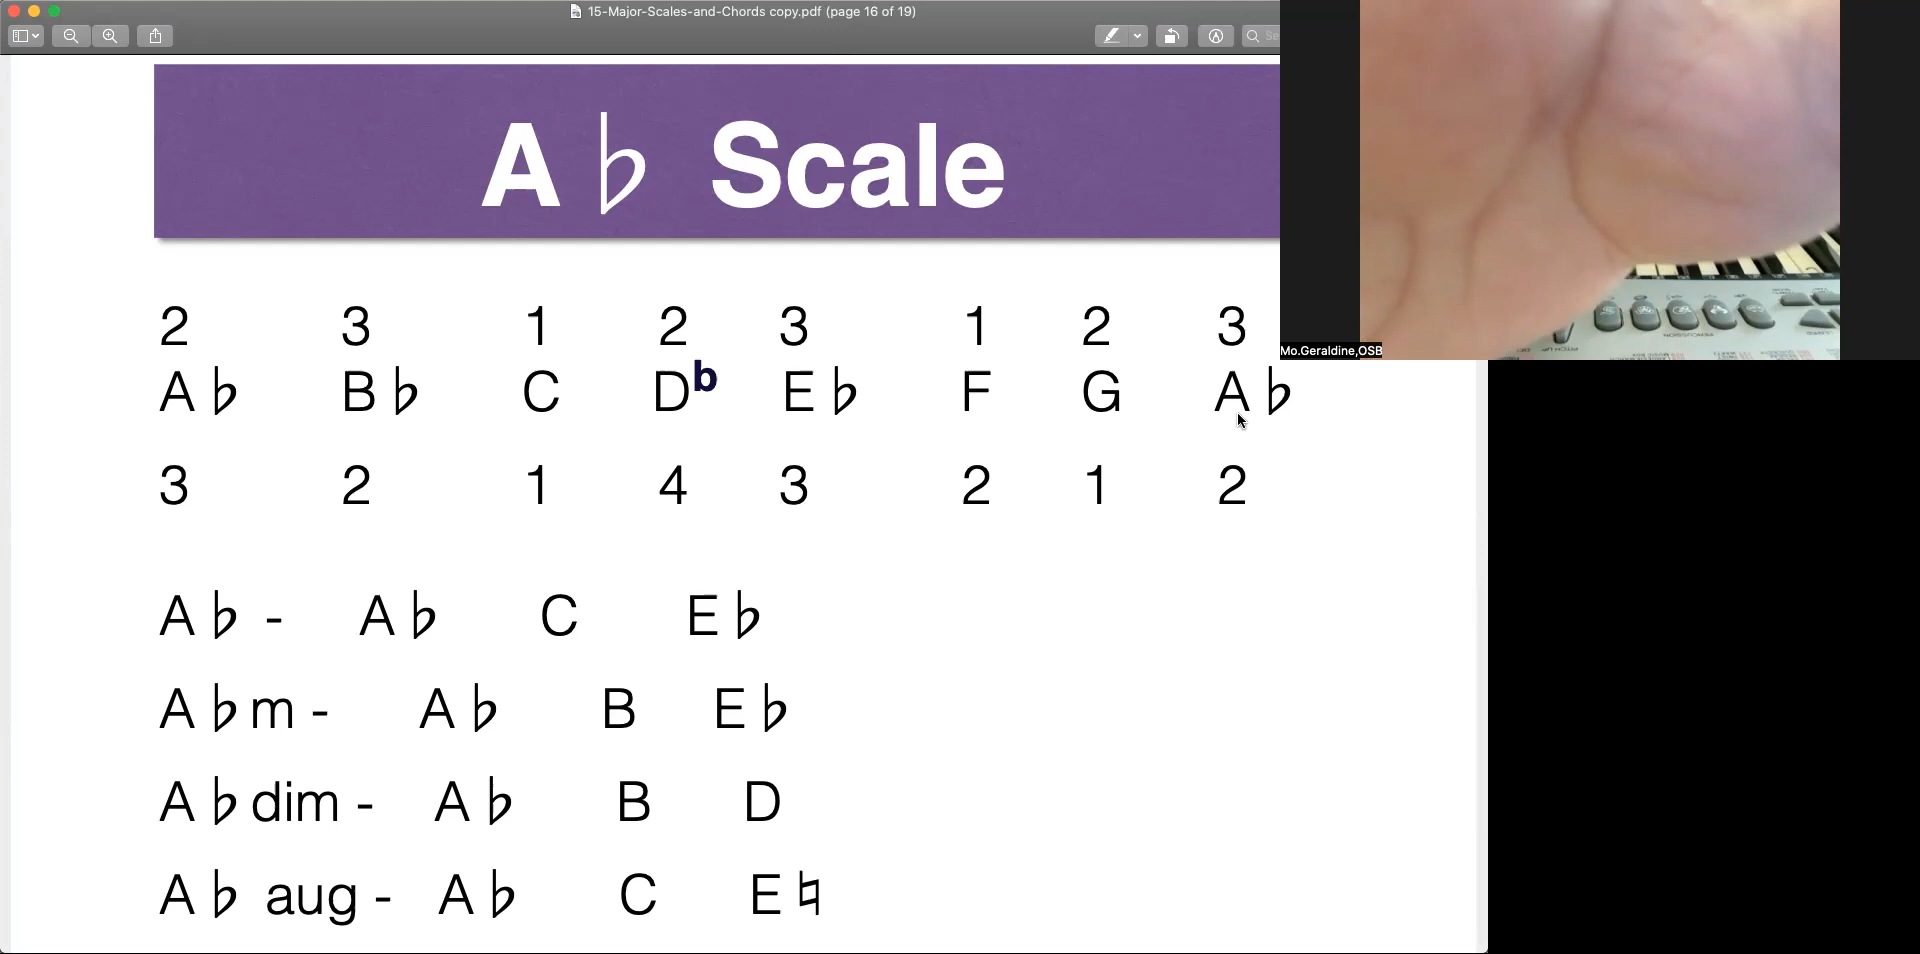 15-Major-Scales-and-Chords copy.pdf (page 16 of 19)
A♭ Scale
2 3 1 2 3 1 2 3
A♭ B♭ C Dᵇ E♭ F G A♭
3 2 1 4 3 2 1 2
A♭ - A♭ C E♭
A♭m - A♭ B E♭
A♭dim - A♭ B D
A♭ aug - A♭ C E♮
Mo.Geraldine,OSB